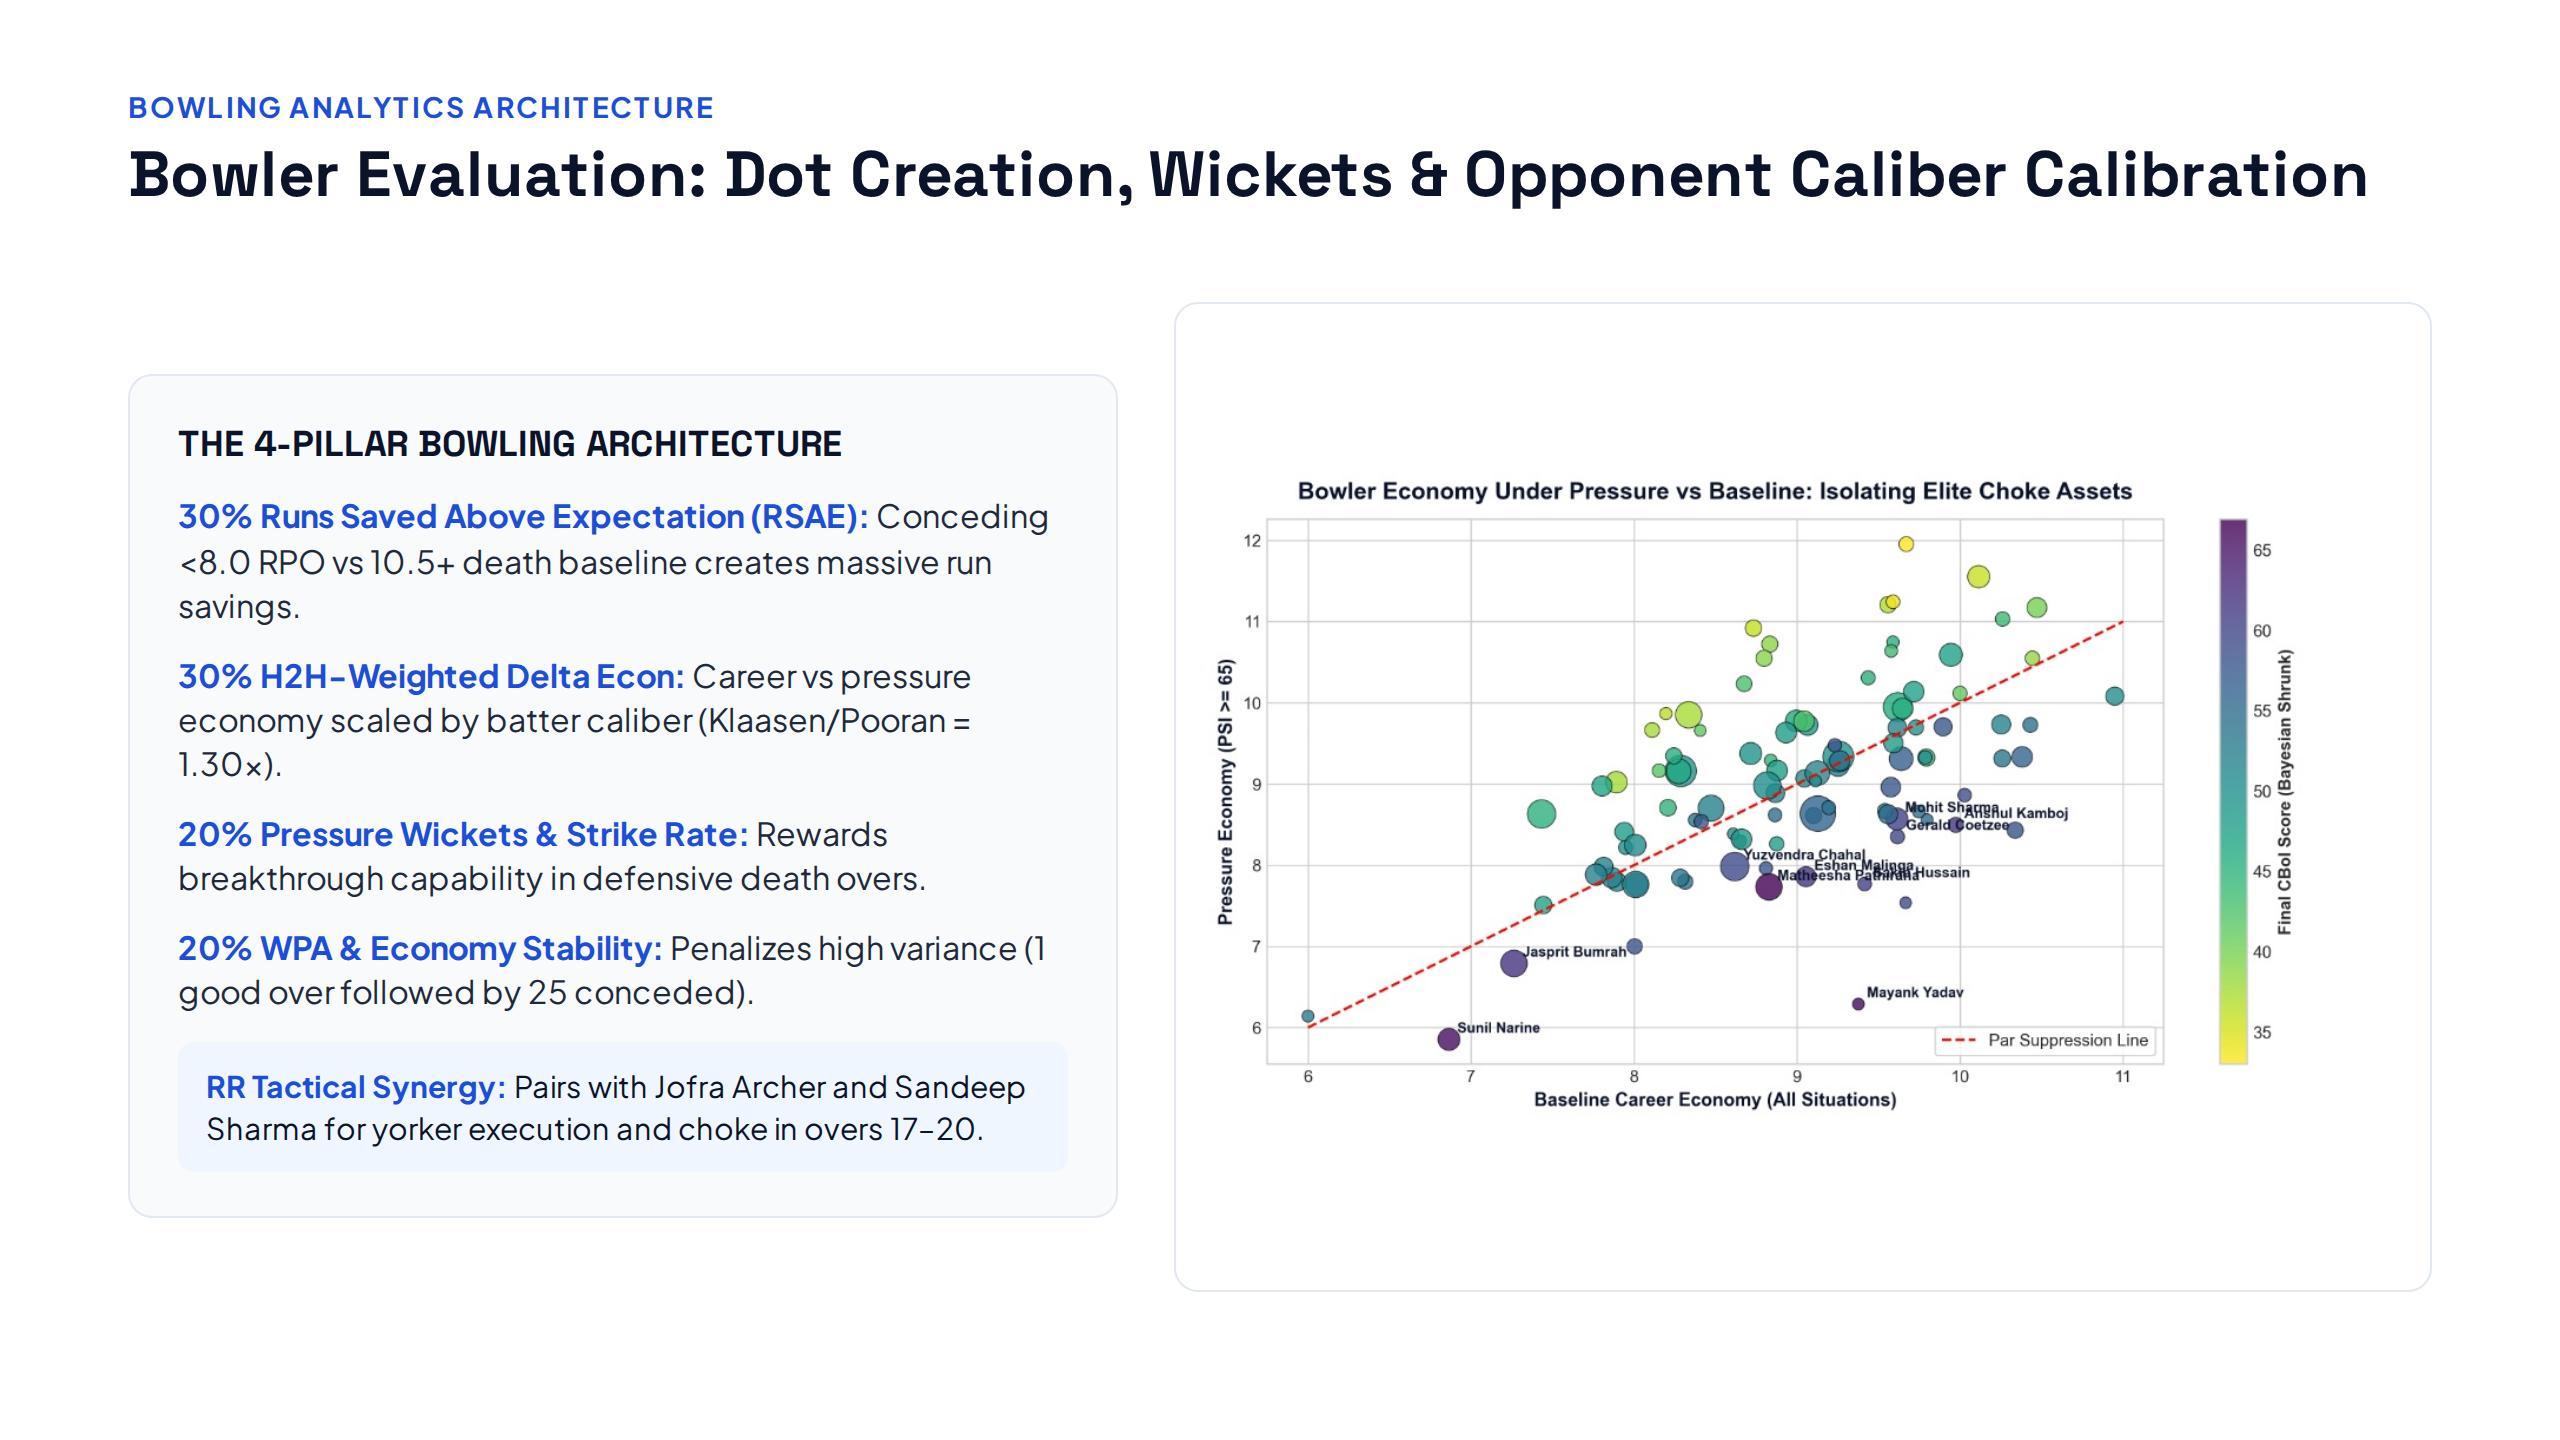 BOWLING ANALYTICS ARCHITECTURE
Bowler Evaluation: Dot Creation, Wickets & Opponent Caliber Calibration
THE 4-PILLAR BOWLING ARCHITECTURE
30% Runs Saved Above Expectation (RSAE): Conceding
<8.0 RPO vs 10.5+ death baseline creates massive run
savings.
30% H2H-Weighted Delta Econ: Career vs pressure
economy scaled by batter caliber (Klaasen/Pooran =
1.30×).
20% Pressure Wickets & Strike Rate: Rewards
breakthrough capability in defensive death overs.
20% WPA & Economy Stability: Penalizes high variance (1
good over followed by 25 conceded).
RR Tactical Synergy: Pairs with Jofra Archer and Sandeep
Sharma for yorker execution and choke in overs 17–20.
Bowler Economy Under Pressure vs Baseline: Isolating Elite Choke Assets
Pressure Economy (PSI >= 65)
12
11
10
9
8
7
6
Mohit Sharma
Anshul Kamboj
Gerald Coetzee
Yuzvendra Chahal
Eshan Malinga
Matheesha Pathirana
Hussain
Jasprit Bumrah
Mayank Yadav
Sunil Narine
Par Suppression Line
6
7
8
9
10
11
Baseline Career Economy (All Situations)
65
60
55
50
45
40
35
Final CBol Score (Bayesian Shrunk)